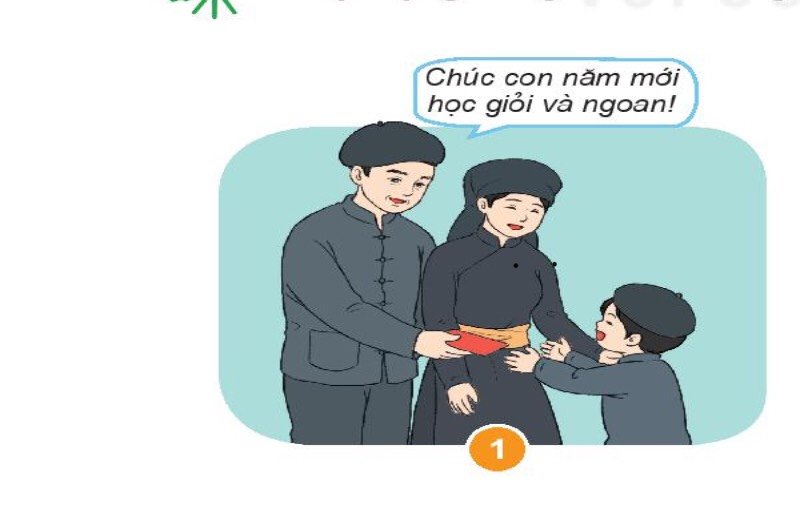 Chúc con năm mới
học giỏi và ngoan!
1